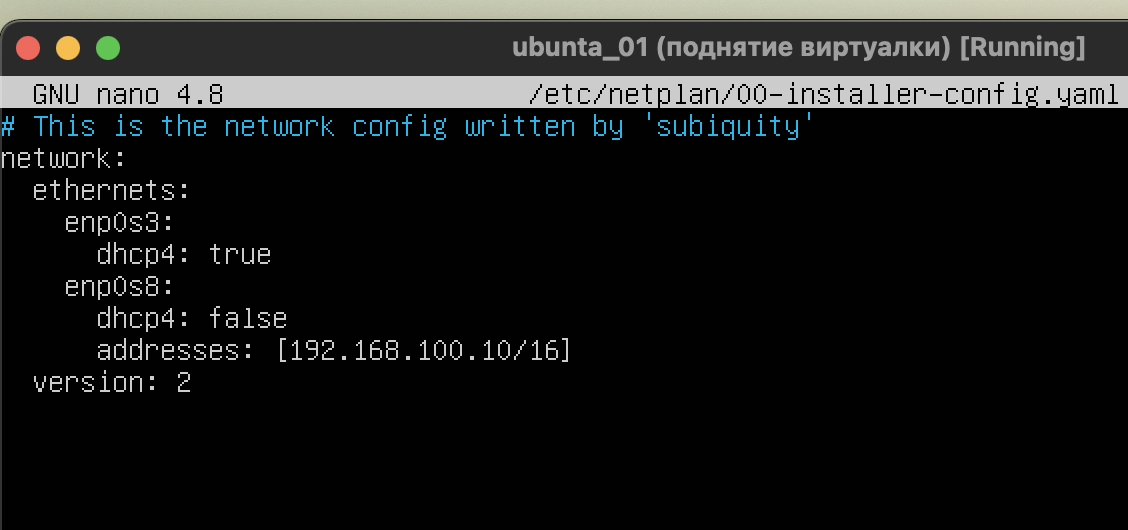 ubunta_01 (поднятие виртуалки) [Running]
GNU nano 4.8 /etc/netplan/00-installer-config.yaml
# This is the network config written by 'subiquity'
network:
  ethernets:
    enp0s3:
      dhcp4: true
    enp0s8:
      dhcp4: false
      addresses: [192.168.100.10/16]
  version: 2